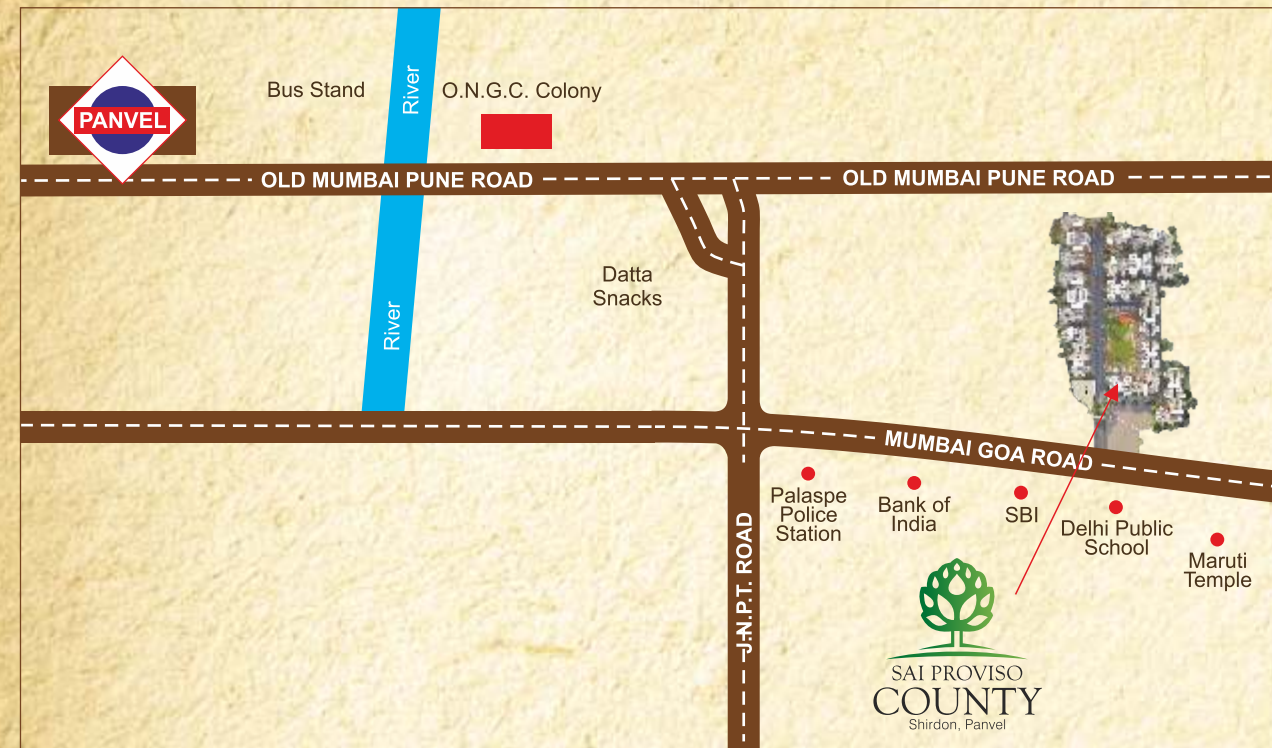 PANVEL
Bus Stand
River
O.N.G.C. Colony
OLD MUMBAI PUNE ROAD
OLD MUMBAI PUNE ROAD
Datta
Snacks
River
MUMBAI GOA ROAD
Palaspe
Police
Station
Bank of
India
SBI
Delhi Public
School
Maruti
Temple
J.N.P.T. ROAD
SAI PROVISO
COUNTY
Shirdon, Panvel